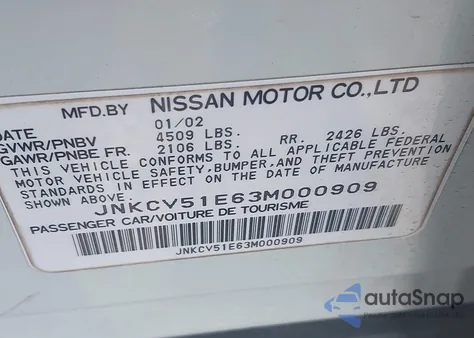 MFD.BY NISSAN MOTOR CO.,LTD
DATE 01/02
GVWR/PNBV 4509 LBS.
GAWR/PNBE FR. 2106 LBS. RR. 2426 LBS.
THIS VEHICLE CONFORMS TO ALL APPLICABLE FEDERAL
MOTOR VEHICLE SAFETY, BUMPER, AND THEFT PREVENTION
STANDARDS IN EFFECT ON THE DATE OF MANUFACTURE
SHOWN ABOVE.
JNKCV51E63M000909
PASSENGER CAR/VOITURE DE TOURISME
JNKCV51E63M000909
autoSnap